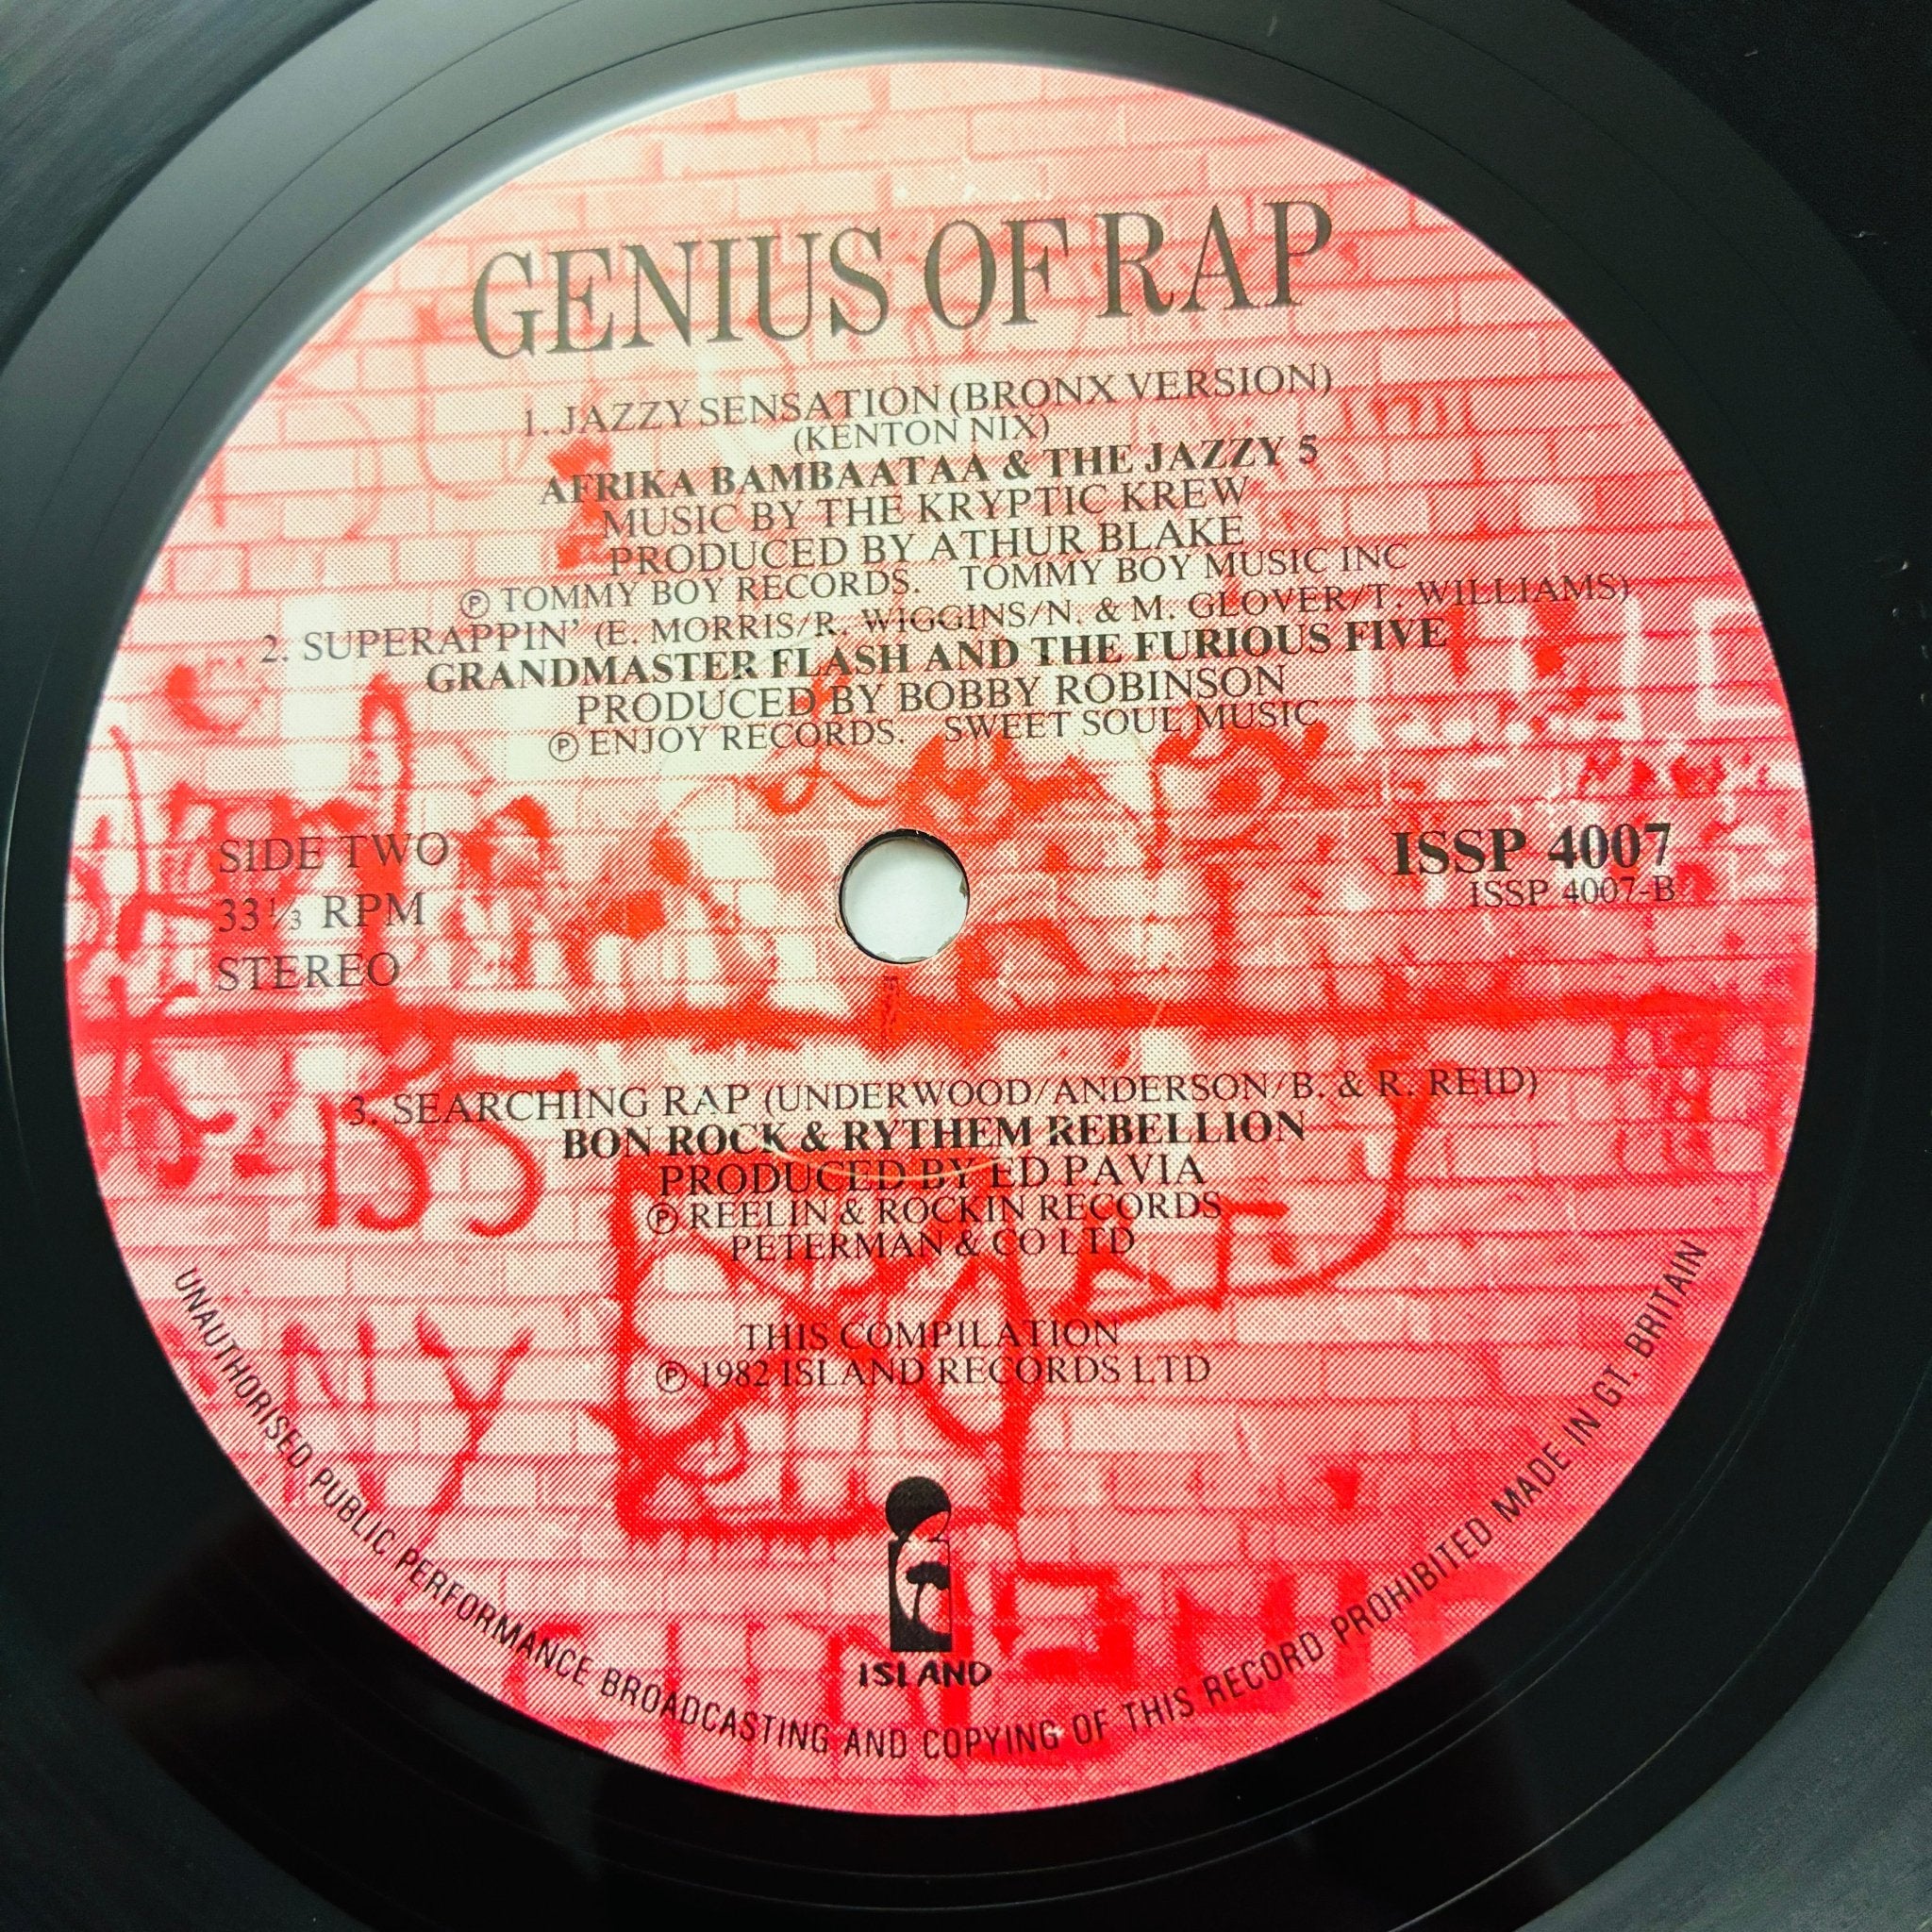 GENIUS OF RAP
1. JAZZY SENSATION (BRONX VERSION)
(KENTON NIX)
AFRIKA BAMBAATAA & THE JAZZY 5
MUSIC BY THE KRYPTIC KREW
PRODUCED BY ATHUR BLAKE
Ⓟ TOMMY BOY RECORDS. TOMMY BOY MUSIC INC
2. SUPERAPPIN' (E. MORRIS/R. WIGGINS/N. & M. GLOVER/T. WILLIAMS)
GRANDMASTER FLASH AND THE FURIOUS FIVE
PRODUCED BY BOBBY ROBINSON
Ⓟ ENJOY RECORDS. SWEET SOUL MUSIC
SIDE TWO
33⅓ RPM
STEREO
ISSP 4007
ISSP 4007-B
3. SEARCHING RAP (UNDERWOOD/ANDERSON/B. & R. REID)
BON ROCK & RYTHEM REBELLION
PRODUCED BY ED PAVIA
Ⓟ REELIN & ROCKIN RECORDS
PETERMAN & CO LTD
THIS COMPILATION
Ⓟ 1982 ISLAND RECORDS LTD
ISLAND
UNAUTHORISED PUBLIC PERFORMANCE BROADCASTING AND COPYING OF THIS RECORD PROHIBITED MADE IN GT. BRITAIN